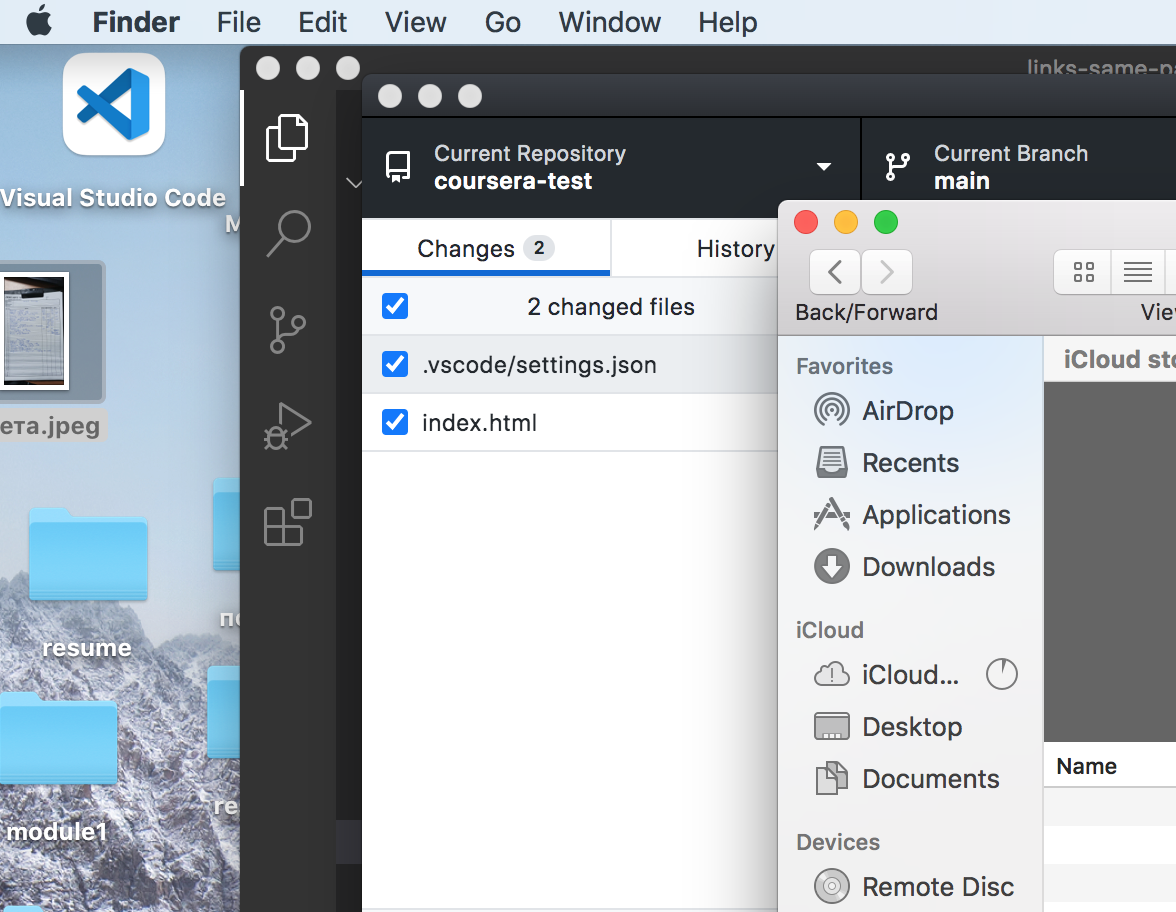 Finder File Edit View Go Window Help
links-same-pa
Current Repository
coursera-test
Current Branch
main
Visual Studio Code
Changes 2
History
2 changed files
Back/Forward
.vscode/settings.json
Favorites
iCloud sto
index.html
AirDrop
ета.jpeg
Recents
Applications
Downloads
iCloud
resume
iCloud...
Desktop
Name
Documents
module1
Devices
Remote Disc